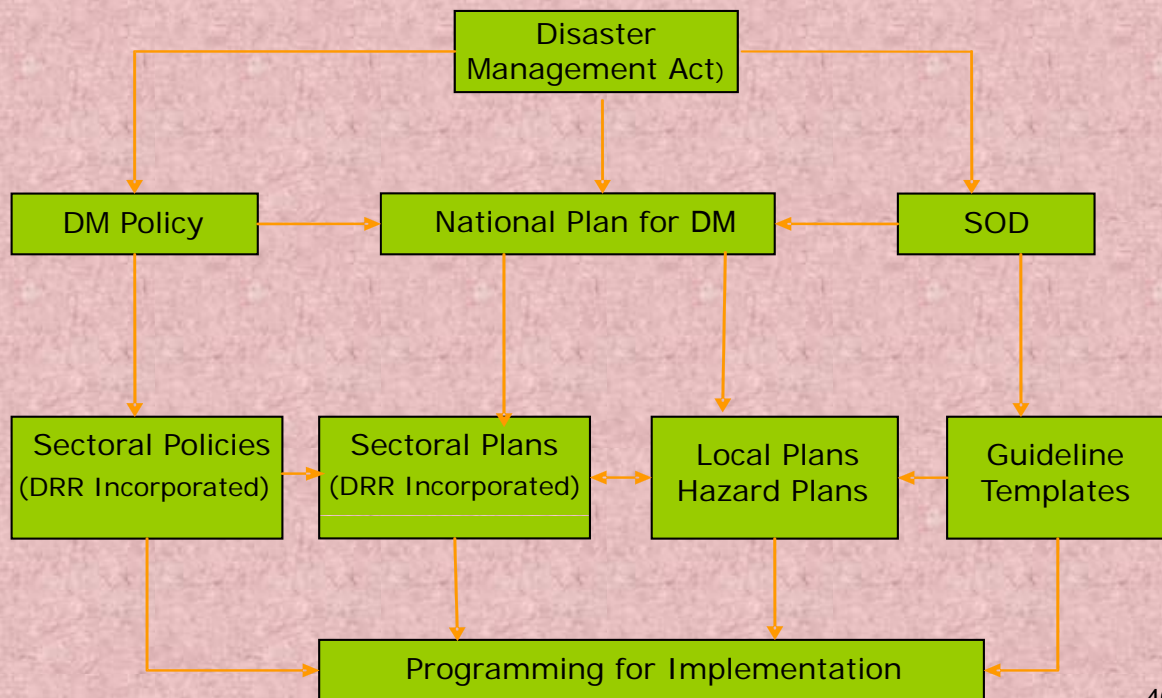 Disaster
Management Act)
DM Policy
National Plan for DM
SOD
Sectoral Policies
(DRR Incorporated)
Sectoral Plans
(DRR Incorporated)
Local Plans
Hazard Plans
Guideline
Templates
Programming for Implementation